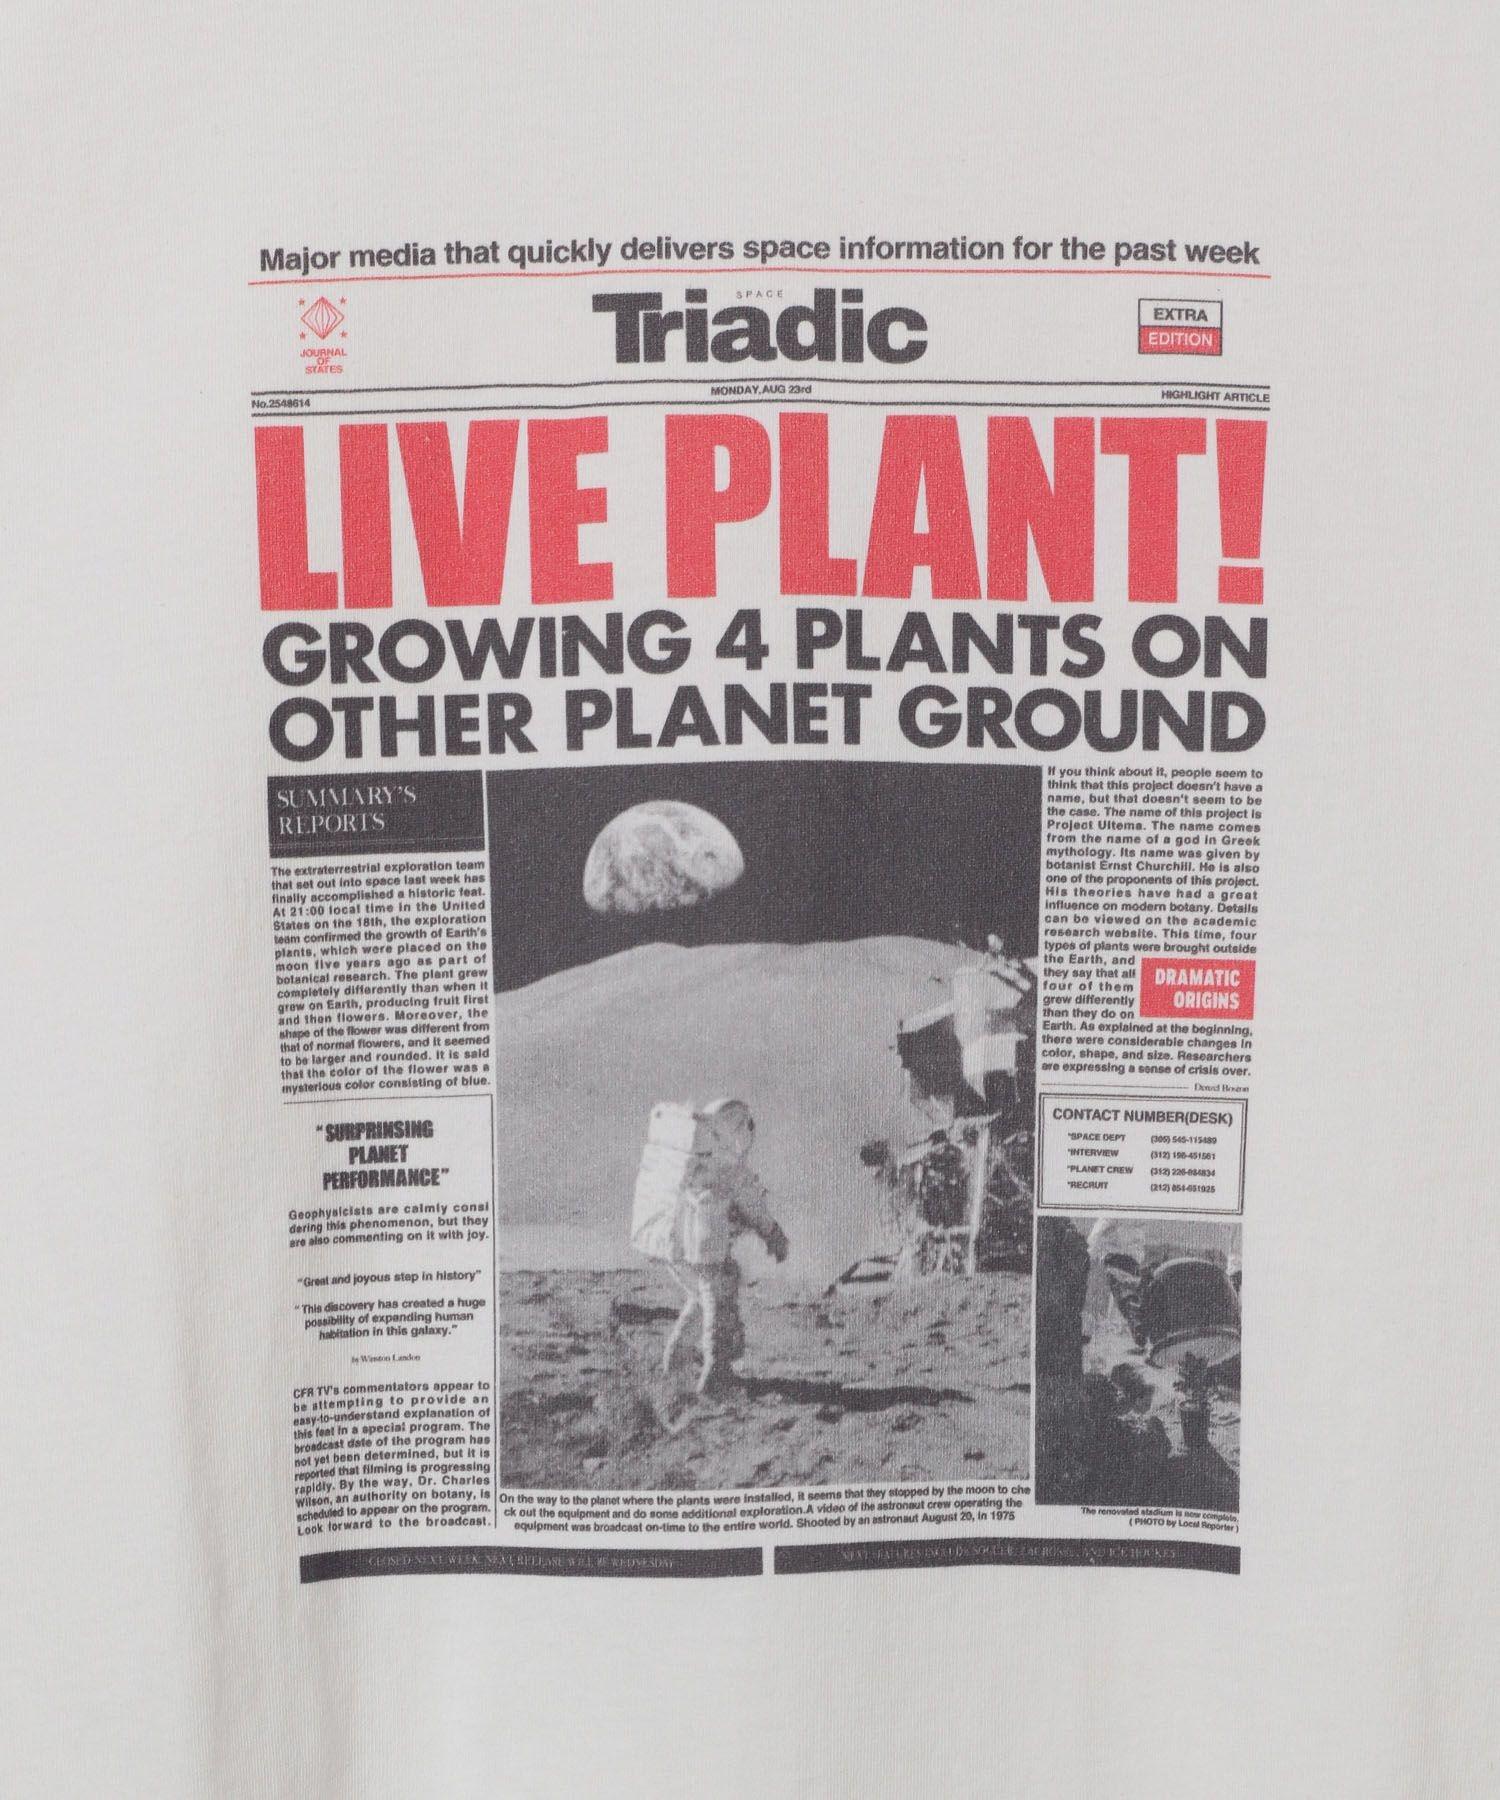 Major media that quickly delivers space information for the past week
JOURNAL
OF
STATES
SPACE
Triadic
EXTRA
EDITION
No.2548614
MONDAY, AUG 23rd
HIGHLIGHT ARTICLE
LIVE PLANT!
GROWING 4 PLANTS ON
OTHER PLANET GROUND
SUMMARY'S
REPORTS
The extraterrestrial exploration team
that set out into space last week has
finally accomplished a historic feat.
At 21:00 local time in the United
States on the 18th, the exploration
team confirmed the growth of Earth's
plants, which were placed on the
moon five years ago as part of
botanical research. The plant grew
completely differently than when it
grew on Earth, producing fruit first
and then flowers. Moreover, the
shape of the flower was different from
that of normal flowers, and it seemed
to be larger and rounded. It is said
that the color of the flower was a
mysterious color consisting of blue.
"SURPRINSING
PLANET
PERFORMANCE"
Geophysicists are calmly consi
dering this phenomenon, but they
are also commenting on it with joy.
"Great and joyous step in history"
"This discovery has created a huge
possibility of expanding human
habitation in this galaxy."
by Winston Landon
CFR TV's commentators appear to
be attempting to provide an
easy-to-understand explanation of
this feat in a special program. The
broadcast date of the program has
not yet been determined, but it is
reported that filming is progressing
rapidly. By the way, Dr. Charles
Wilson, an authority on botany, is
scheduled to appear on the program.
Look forward to the broadcast.
On the way to the planet where the plants were installed, it seems that they stopped by the moon to che
ck out the equipment and do some additional exploration.A video of the astronaut crew operating the
equipment was broadcast on-time to the entire world. Shooted by an astronaut August 20, in 1975
If you think about it, people seem to
think that this project doesn't have a
name, but that doesn't seem to be
the case. The name of this project is
Project Ultema. The name comes
from the name of a god in Greek
mythology. Its name was given by
botanist Ernst Churchill. He is also
one of the proponents of this project.
His theories have had a great
influence on modern botany. Details
can be viewed on the academic
research website. This time, four
types of plants were brought outside
the Earth, and
they say that all
four of them
grew differently
than they do on
Earth. As explained at the beginning,
there were considerable changes in
color, shape, and size. Researchers
are expressing a sense of crisis over.
DRAMATIC
ORIGINS
CONTACT NUMBER(DESK)
*SPACE DEPT (305) 545-115489
*INTERVIEW (312) 196-451561
*PLANET CREW (312) 226-984834
*RECRUIT (212) 854-651925
The renovated stadium is now complete.
( PHOTO by Local Reporter )
CLOSED NEXT WEEK. NEXT RELEASE WILL BE WEDNESDAY
NEXT FEATURES INCLUDE SOCCER, LACROSSE, AND ICE HOCKEY